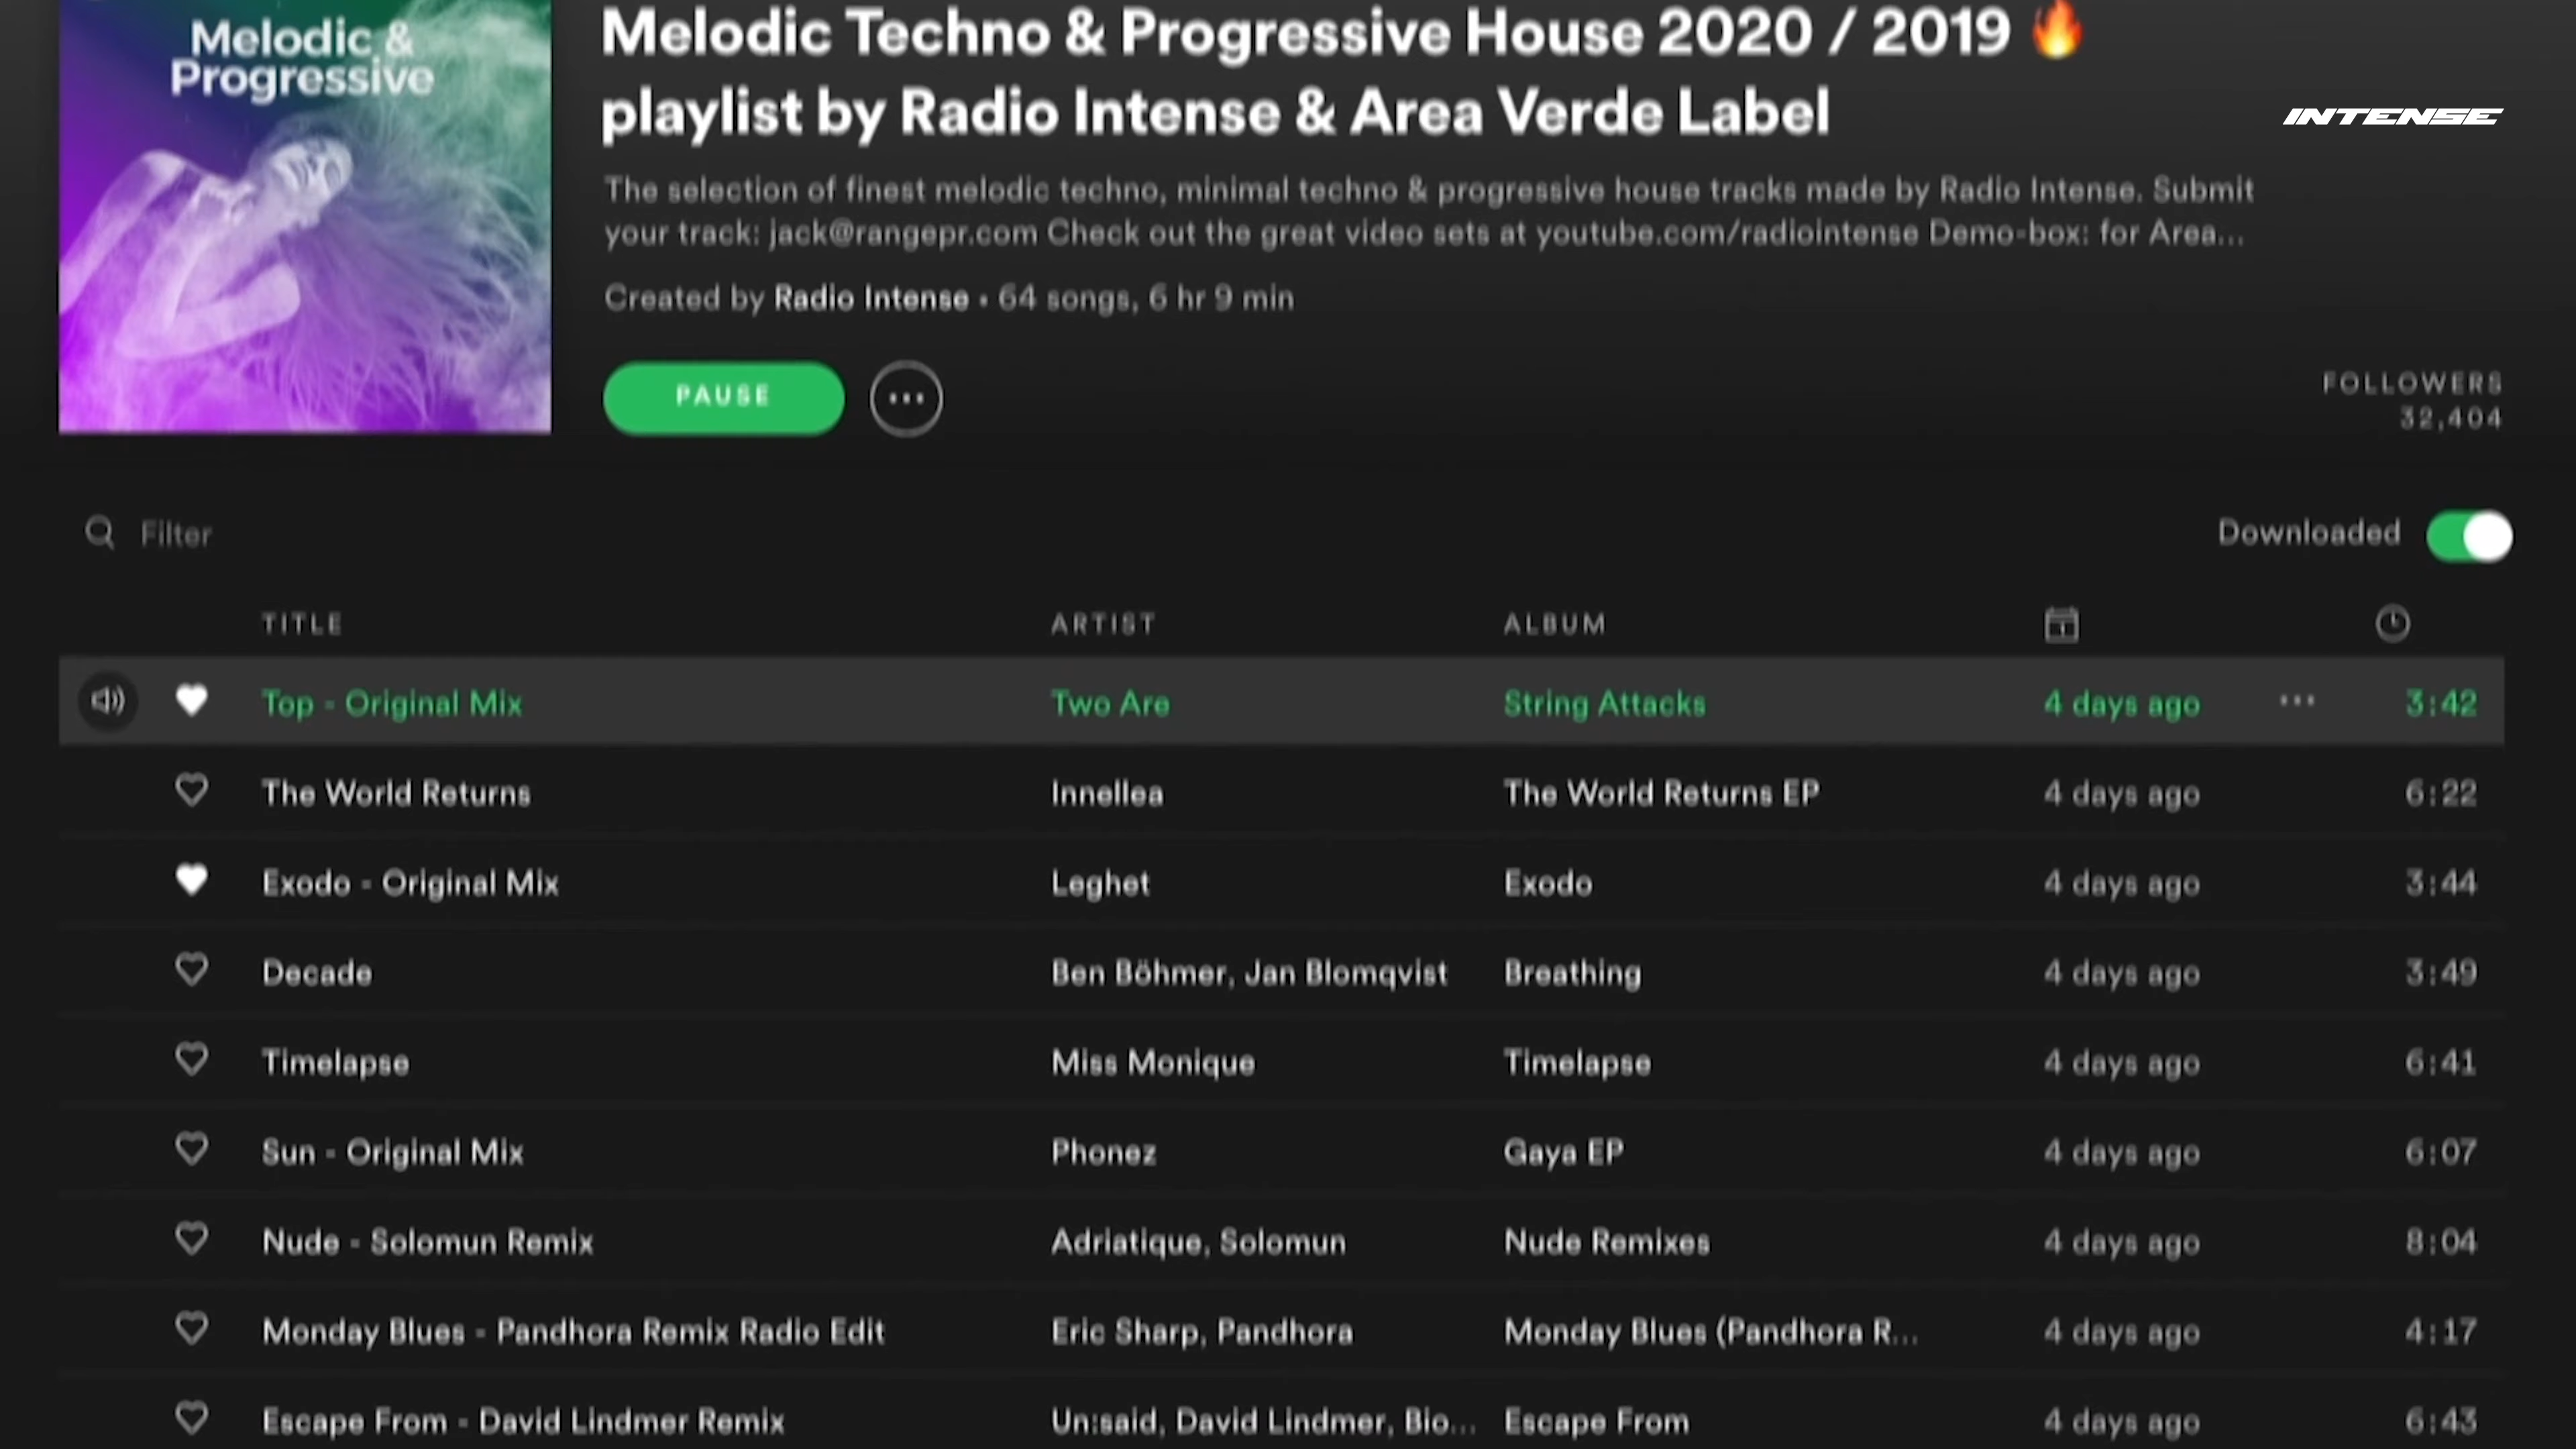 Melodic &
Progressive
Melodic Techno & Progressive House 2020 / 2019 🔥
playlist by Radio Intense & Area Verde Label
INTENSE
The selection of finest melodic techno, minimal techno & progressive house tracks made by Radio Intense. Submit
your track: jack@rangepr.com Check out the great video sets at youtube.com/radiointense Demo-box: for Area...
Created by Radio Intense • 64 songs, 6 hr 9 min
PAUSE
FOLLOWERS
32,404
Filter
Downloaded
TITLE ARTIST ALBUM
Top - Original Mix Two Are String Attacks 4 days ago 3:42
The World Returns Innellea The World Returns EP 4 days ago 6:22
Exodo - Original Mix Leghet Exodo 4 days ago 3:44
Decade Ben Böhmer, Jan Blomqvist Breathing 4 days ago 3:49
Timelapse Miss Monique Timelapse 4 days ago 6:41
Sun - Original Mix Phonez Gaya EP 4 days ago 6:07
Nude - Solomun Remix Adriatique, Solomun Nude Remixes 4 days ago 8:04
Monday Blues - Pandhora Remix Radio Edit Eric Sharp, Pandhora Monday Blues (Pandhora R... 4 days ago 4:17
Escape From - David Lindmer Remix Un:said, David Lindmer, Bio... Escape From 4 days ago 6:43